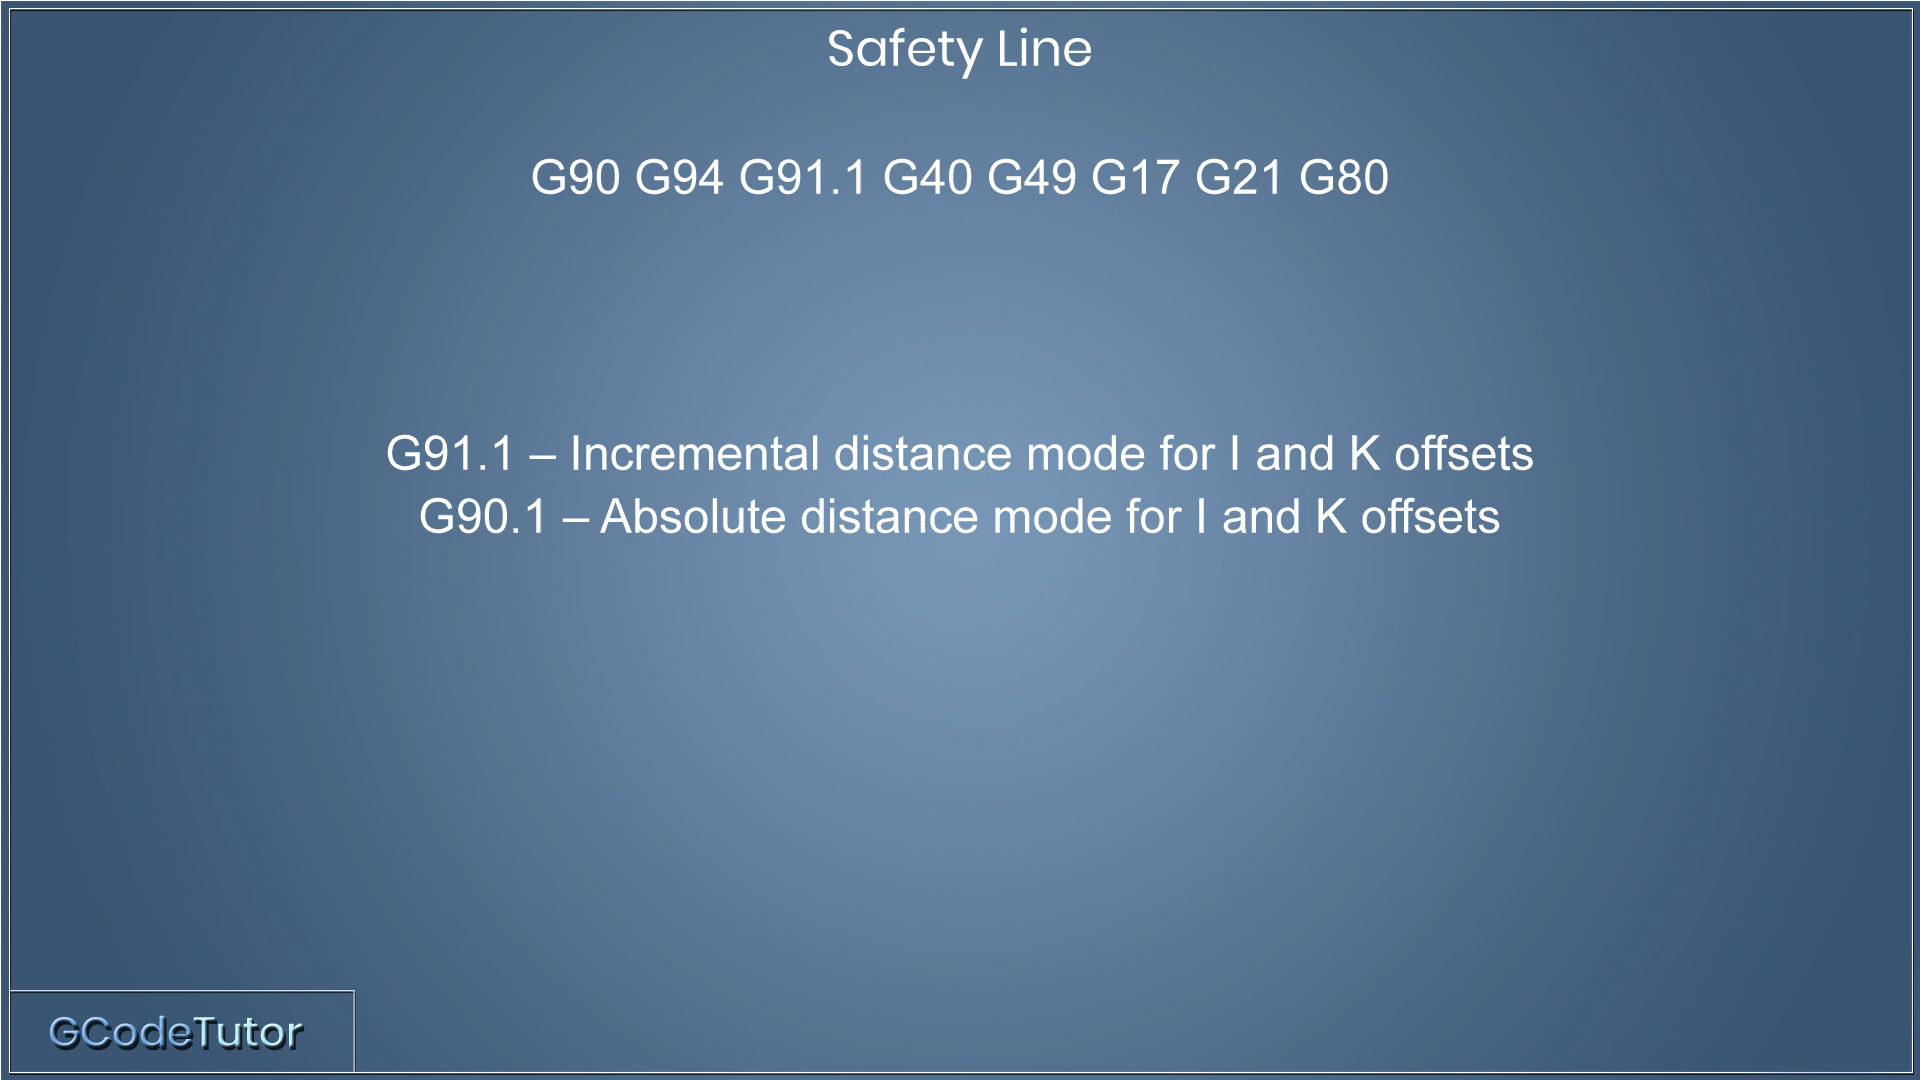 Safety Line
G90 G94 G91.1 G40 G49 G17 G21 G80
G91.1 – Incremental distance mode for I and K offsets
G90.1 – Absolute distance mode for I and K offsets
GCodeTutor